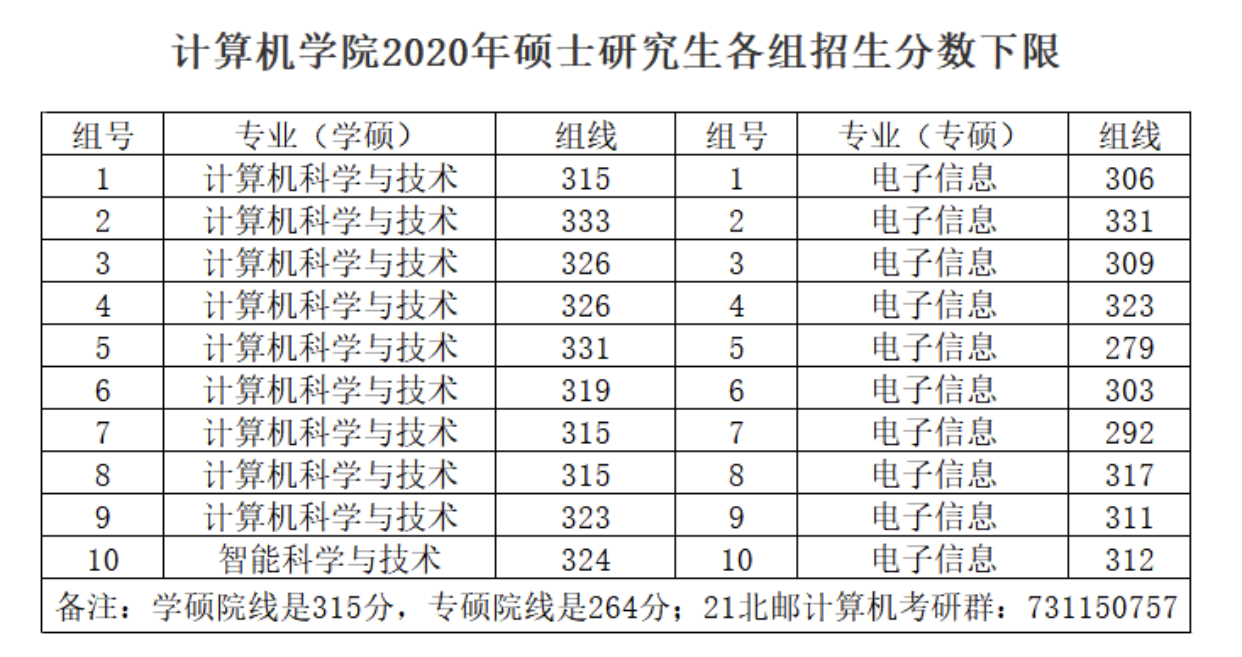 计算机学院2020年硕士研究生各组招生分数下限
组号 专业（学硕） 组线 组号 专业（专硕） 组线
1 计算机科学与技术 315 1 电子信息 306
2 计算机科学与技术 333 2 电子信息 331
3 计算机科学与技术 326 3 电子信息 309
4 计算机科学与技术 326 4 电子信息 323
5 计算机科学与技术 331 5 电子信息 279
6 计算机科学与技术 319 6 电子信息 303
7 计算机科学与技术 315 7 电子信息 292
8 计算机科学与技术 315 8 电子信息 317
9 计算机科学与技术 323 9 电子信息 311
10 智能科学与技术 324 10 电子信息 312
备注：学硕院线是315分，专硕院线是264分；21北邮计算机考研群：731150757